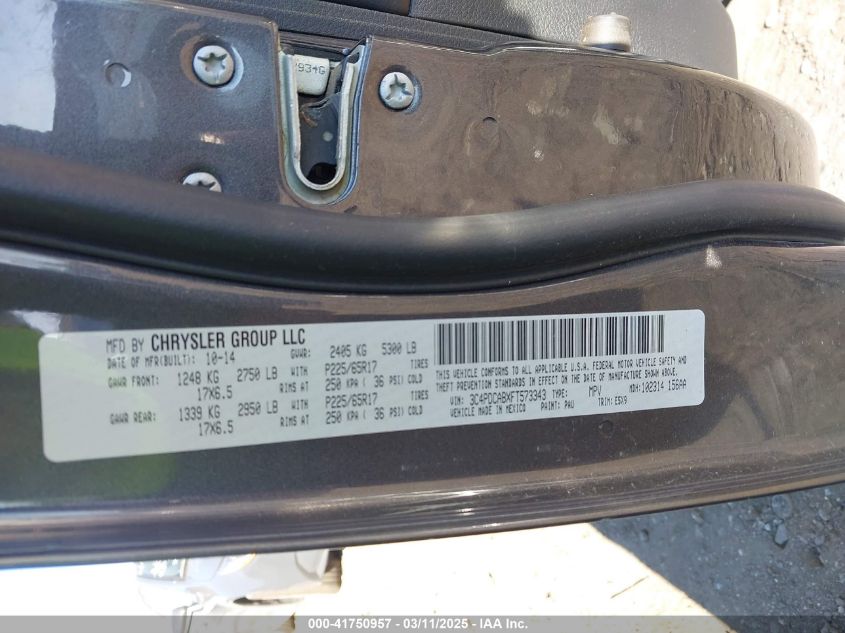 934G
MFD BY CHRYSLER GROUP LLC
DATE OF MFR(BUILT): 10-14 GVWR: 2405 KG 5300 LB
GAWR FRONT: 1248 KG 2750 LB WITH P225/65R17 TIRES
17X6.5 RIMS AT 250 KPA ( 36 PSI) COLD
GAWR REAR: 1339 KG 2950 LB WITH P225/65R17 TIRES
17X6.5 RIMS AT 250 KPA ( 36 PSI) COLD
THIS VEHICLE CONFORMS TO ALL APPLICABLE U.S.A. FEDERAL MOTOR VEHICLE SAFETY AND
THEFT PREVENTION STANDARDS IN EFFECT ON THE DATE OF MANUFACTURE SHOWN ABOVE.
VIN: 3C4PDCABXFT573343 TYPE: MPV MDH: 102314 156AA
VEHICLE MADE IN MEXICO PAINT: PAU TRIM: E5X9
000-41750957 - 03/11/2025 - IAA Inc.